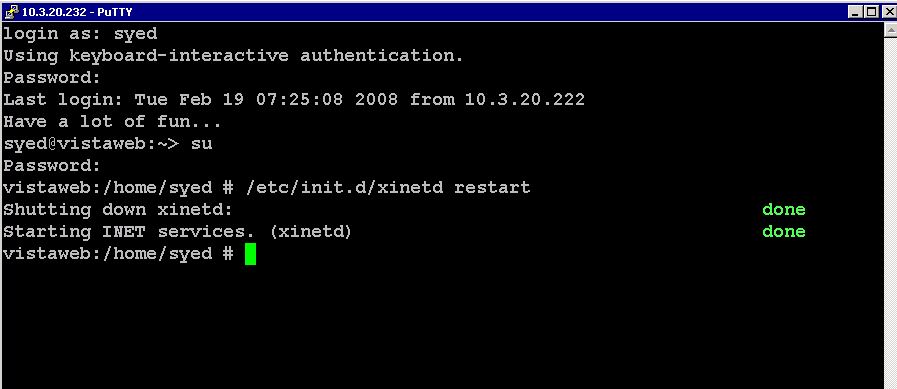 10.3.20.232 - PuTTY
login as: syed
Using keyboard-interactive authentication.
Password:
Last login: Tue Feb 19 07:25:08 2008 from 10.3.20.222
Have a lot of fun...
syed@vistaweb:~> su
Password:
vistaweb:/home/syed # /etc/init.d/xinetd restart
Shutting down xinetd: done
Starting INET services. (xinetd) done
vistaweb:/home/syed #